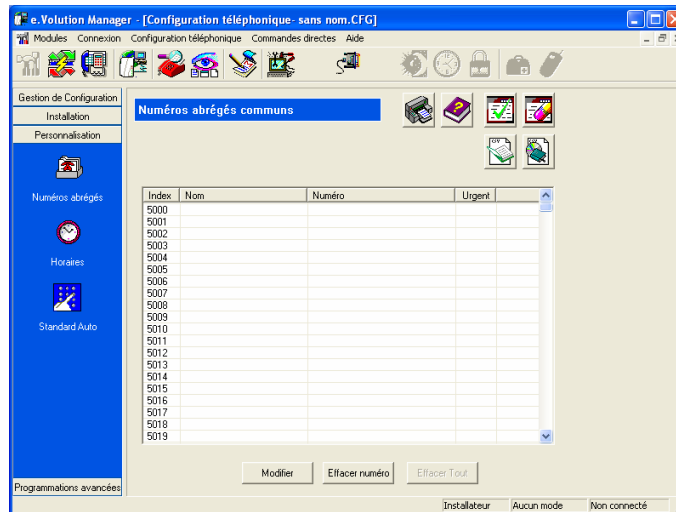 e.Volution Manager - [Configuration téléphonique- sans nom.CFG]
Modules Connexion Configuration téléphonique Commandes directes Aide
Gestion de Configuration
Installation
Personnalisation
Numéros abrégés
Horaires
Standard Auto
Programmations avancées
Numéros abrégés communs
CSV
CSV
Index Nom Numéro Urgent
5000
5001
5002
5003
5004
5005
5006
5007
5008
5009
5010
5011
5012
5013
5014
5015
5016
5017
5018
5019
Modifier Effacer numéro Effacer Tout
Installateur Aucun mode Non connecté